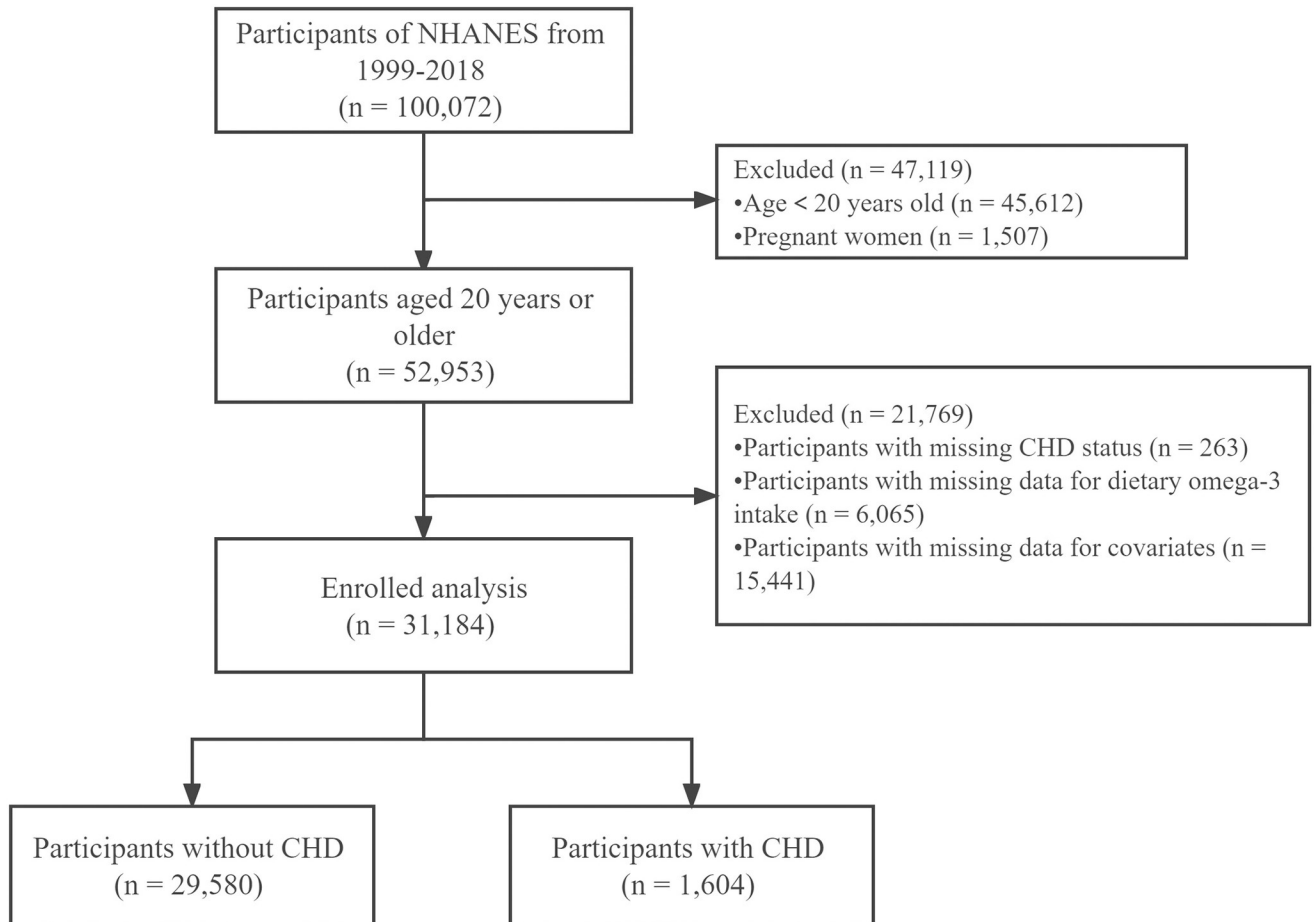 Participants of NHANES from
1999-2018
(n = 100,072)
Excluded (n = 47,119)
•Age < 20 years old (n = 45,612)
•Pregnant women (n = 1,507)
Participants aged 20 years or
older
(n = 52,953)
Excluded (n = 21,769)
•Participants with missing CHD status (n = 263)
•Participants with missing data for dietary omega-3
intake (n = 6,065)
•Participants with missing data for covariates (n =
15,441)
Enrolled analysis
(n = 31,184)
Participants without CHD
(n = 29,580)
Participants with CHD
(n = 1,604)